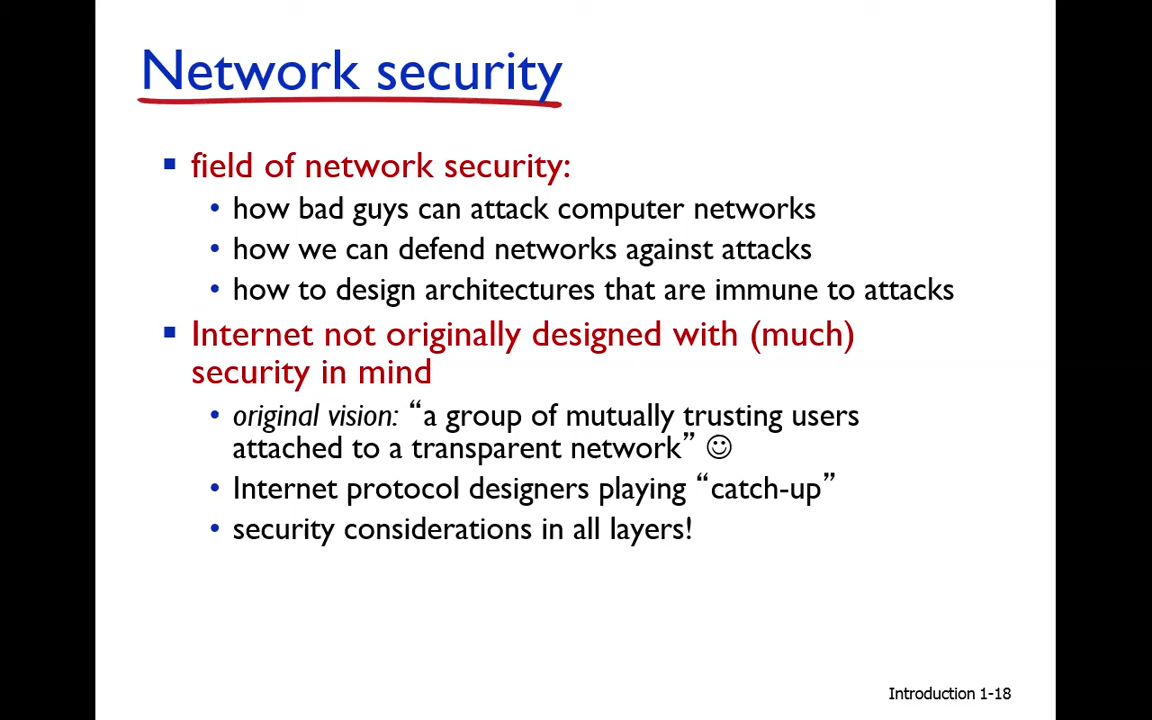 Network security
▪ field of network security:
• how bad guys can attack computer networks
• how we can defend networks against attacks
• how to design architectures that are immune to attacks
▪ Internet not originally designed with (much)
security in mind
• original vision: “a group of mutually trusting users
attached to a transparent network” ☺
• Internet protocol designers playing “catch-up”
• security considerations in all layers!
Introduction 1-18